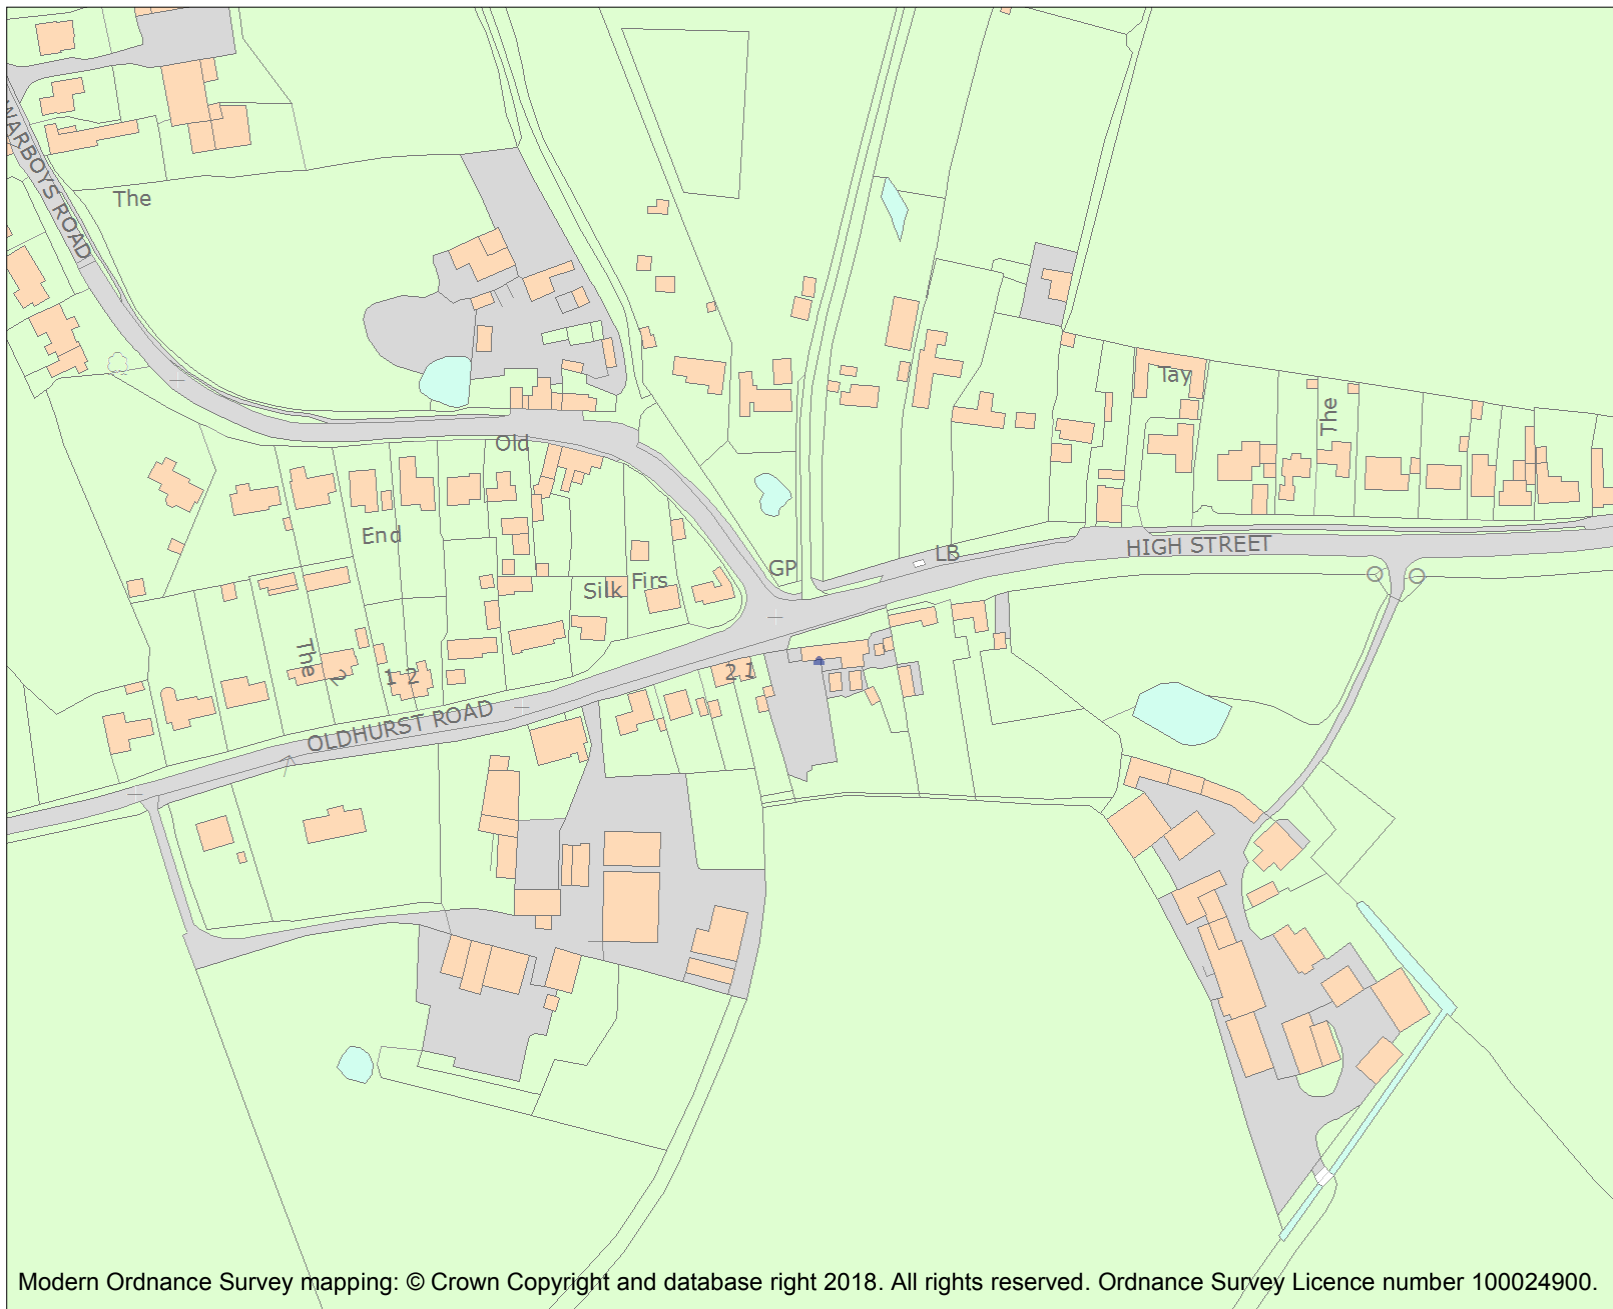 WARBOYS ROAD
The
Tay
The
Old
End
HIGH STREET
LB
GP
Firs
Silk
The
2
1 2
2 1
OLDHURST ROAD
Modern Ordnance Survey mapping: © Crown Copyright and database right 2018. All rights reserved. Ordnance Survey Licence number 100024900.